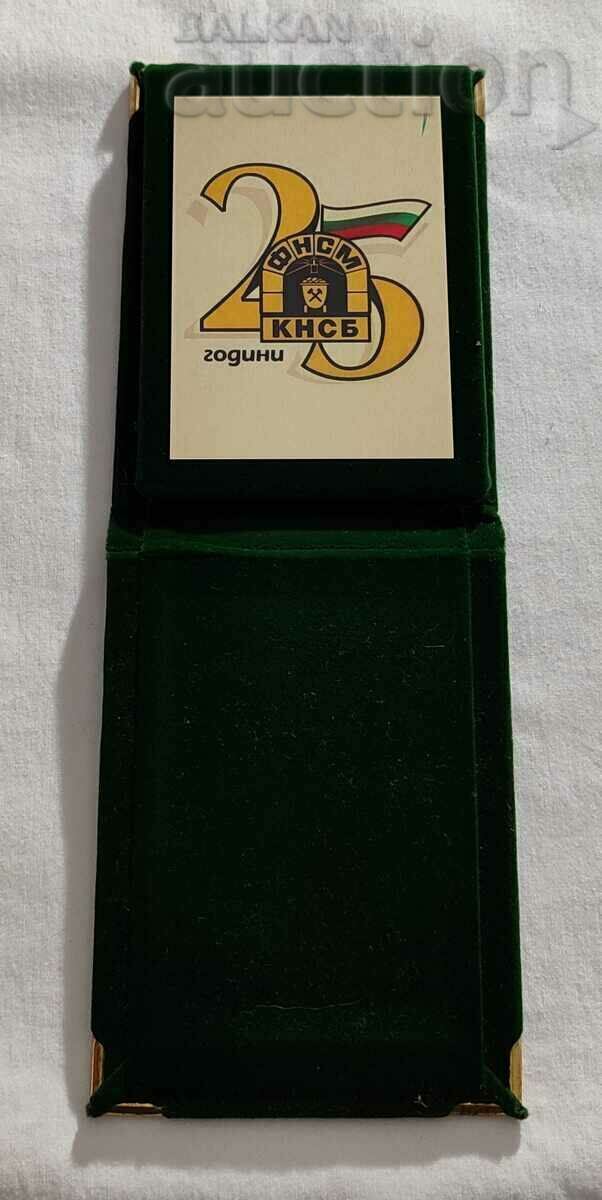 BALKAN
auction
25
ФНСМ
КНСБ
години